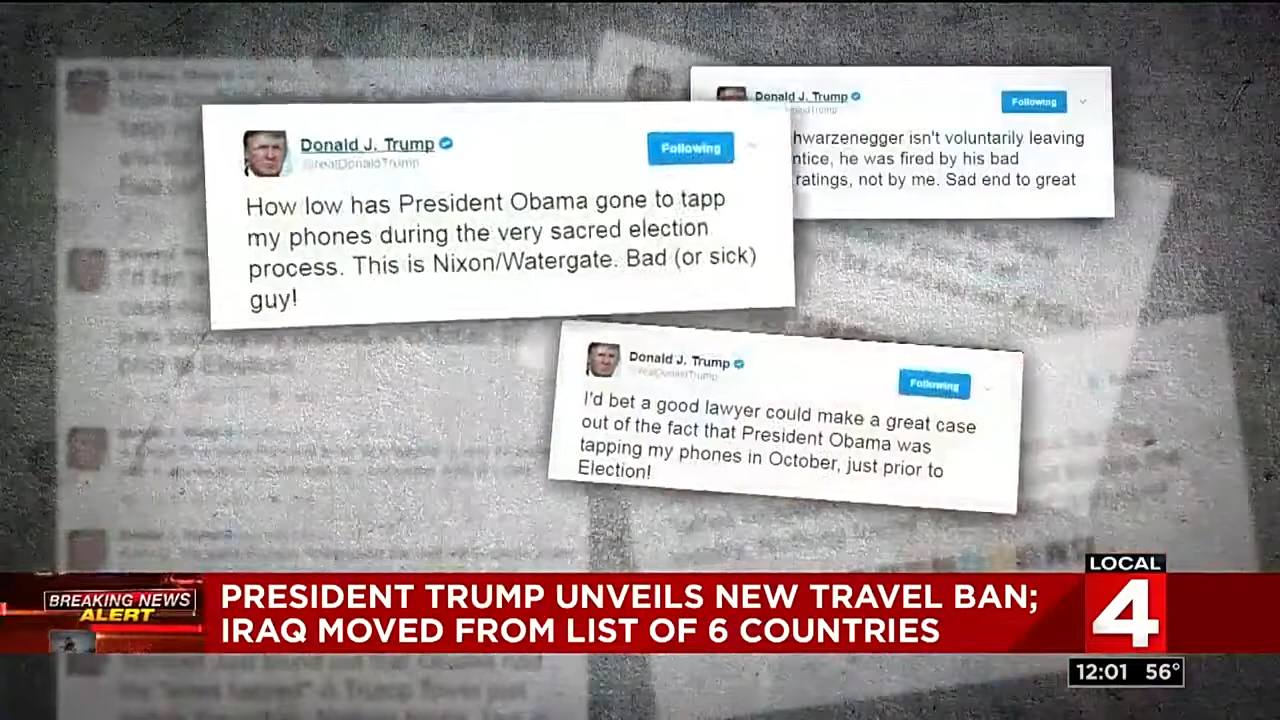 Donald J. Trump
@realDonaldTrump
Following
How low has President Obama gone to tapp
my phones during the very sacred election
process. This is Nixon/Watergate. Bad (or sick)
guy!
Donald J. Trump
Following
hwarzenegger isn't voluntarily leaving
ntice, he was fired by his bad
ratings, not by me. Sad end to great
Donald J. Trump
@realDonaldTrump
Following
I'd bet a good lawyer could make a great case
out of the fact that President Obama was
tapping my phones in October, just prior to
Election!
BREAKING NEWS
ALERT
PRESIDENT TRUMP UNVEILS NEW TRAVEL BAN;
IRAQ MOVED FROM LIST OF 6 COUNTRIES
LOCAL
4
12:01 56°